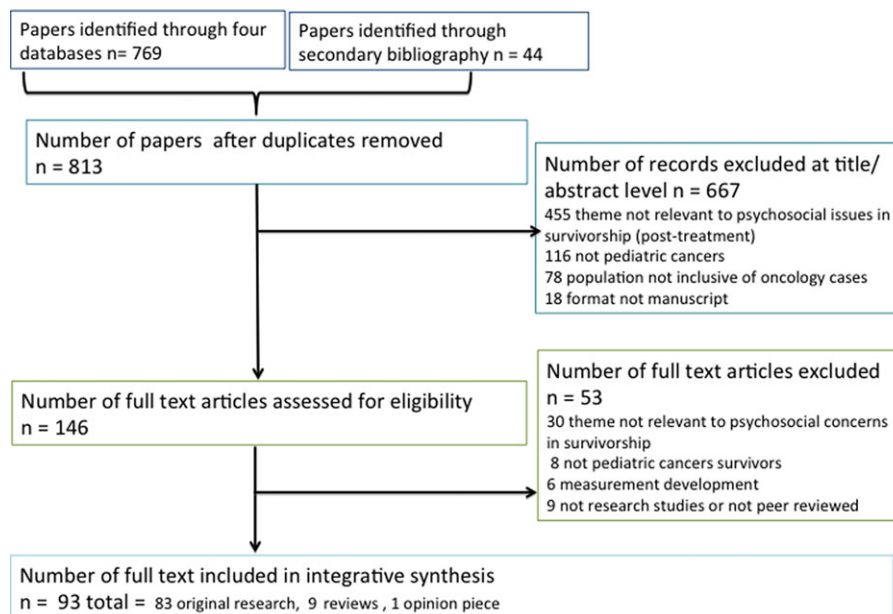 Papers identified through four
databases n= 769
Papers identified through
secondary bibliography n = 44
Number of papers after duplicates removed
n = 813
Number of records excluded at title/
abstract level n = 667
455 theme not relevant to psychosocial issues in
survivorship (post-treatment)
116 not pediatric cancers
78 population not inclusive of oncology cases
18 format not manuscript
Number of full text articles assessed for eligibility
n = 146
Number of full text articles excluded
n = 53
30 theme not relevant to psychosocial concerns
in survivorship
8 not pediatric cancers survivors
6 measurement development
9 not research studies or not peer reviewed
Number of full text included in integrative synthesis
n = 93 total = 83 original research, 9 reviews , 1 opinion piece